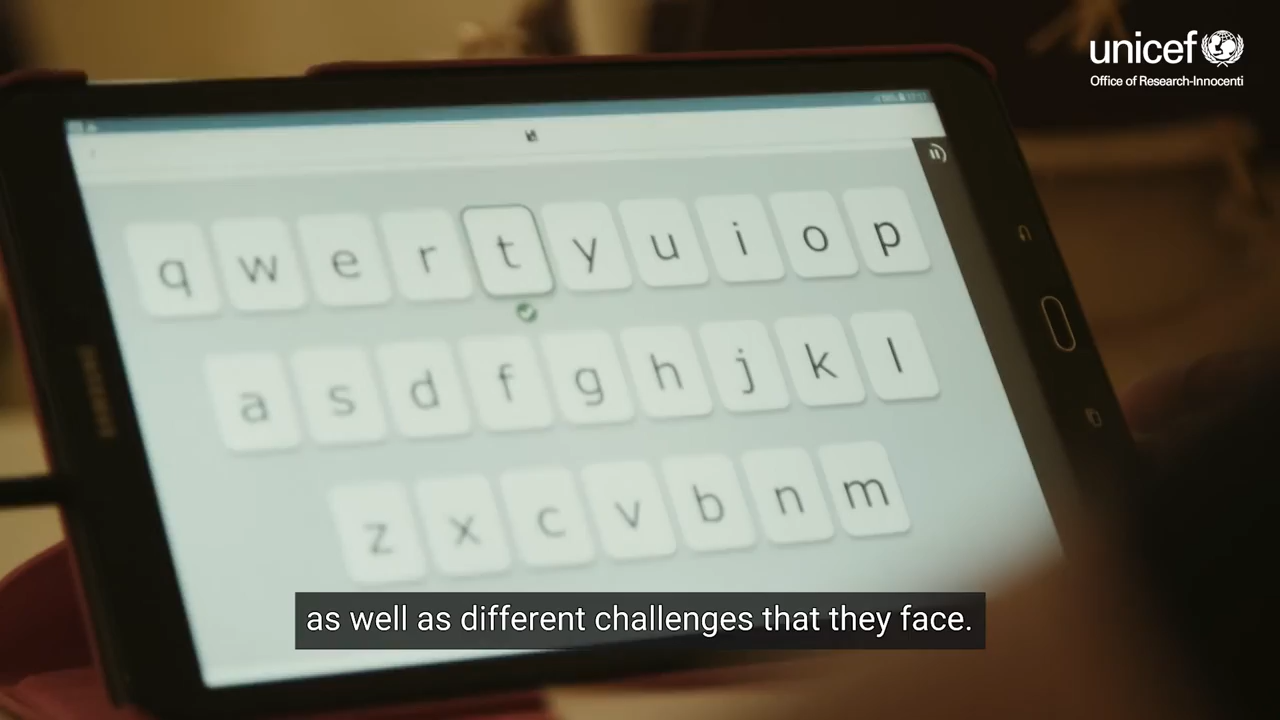 unicef
Office of Research-Innocenti
q w e r t y u i o p
a s d f g h j k l
z x c v b n m
as well as different challenges that they face.